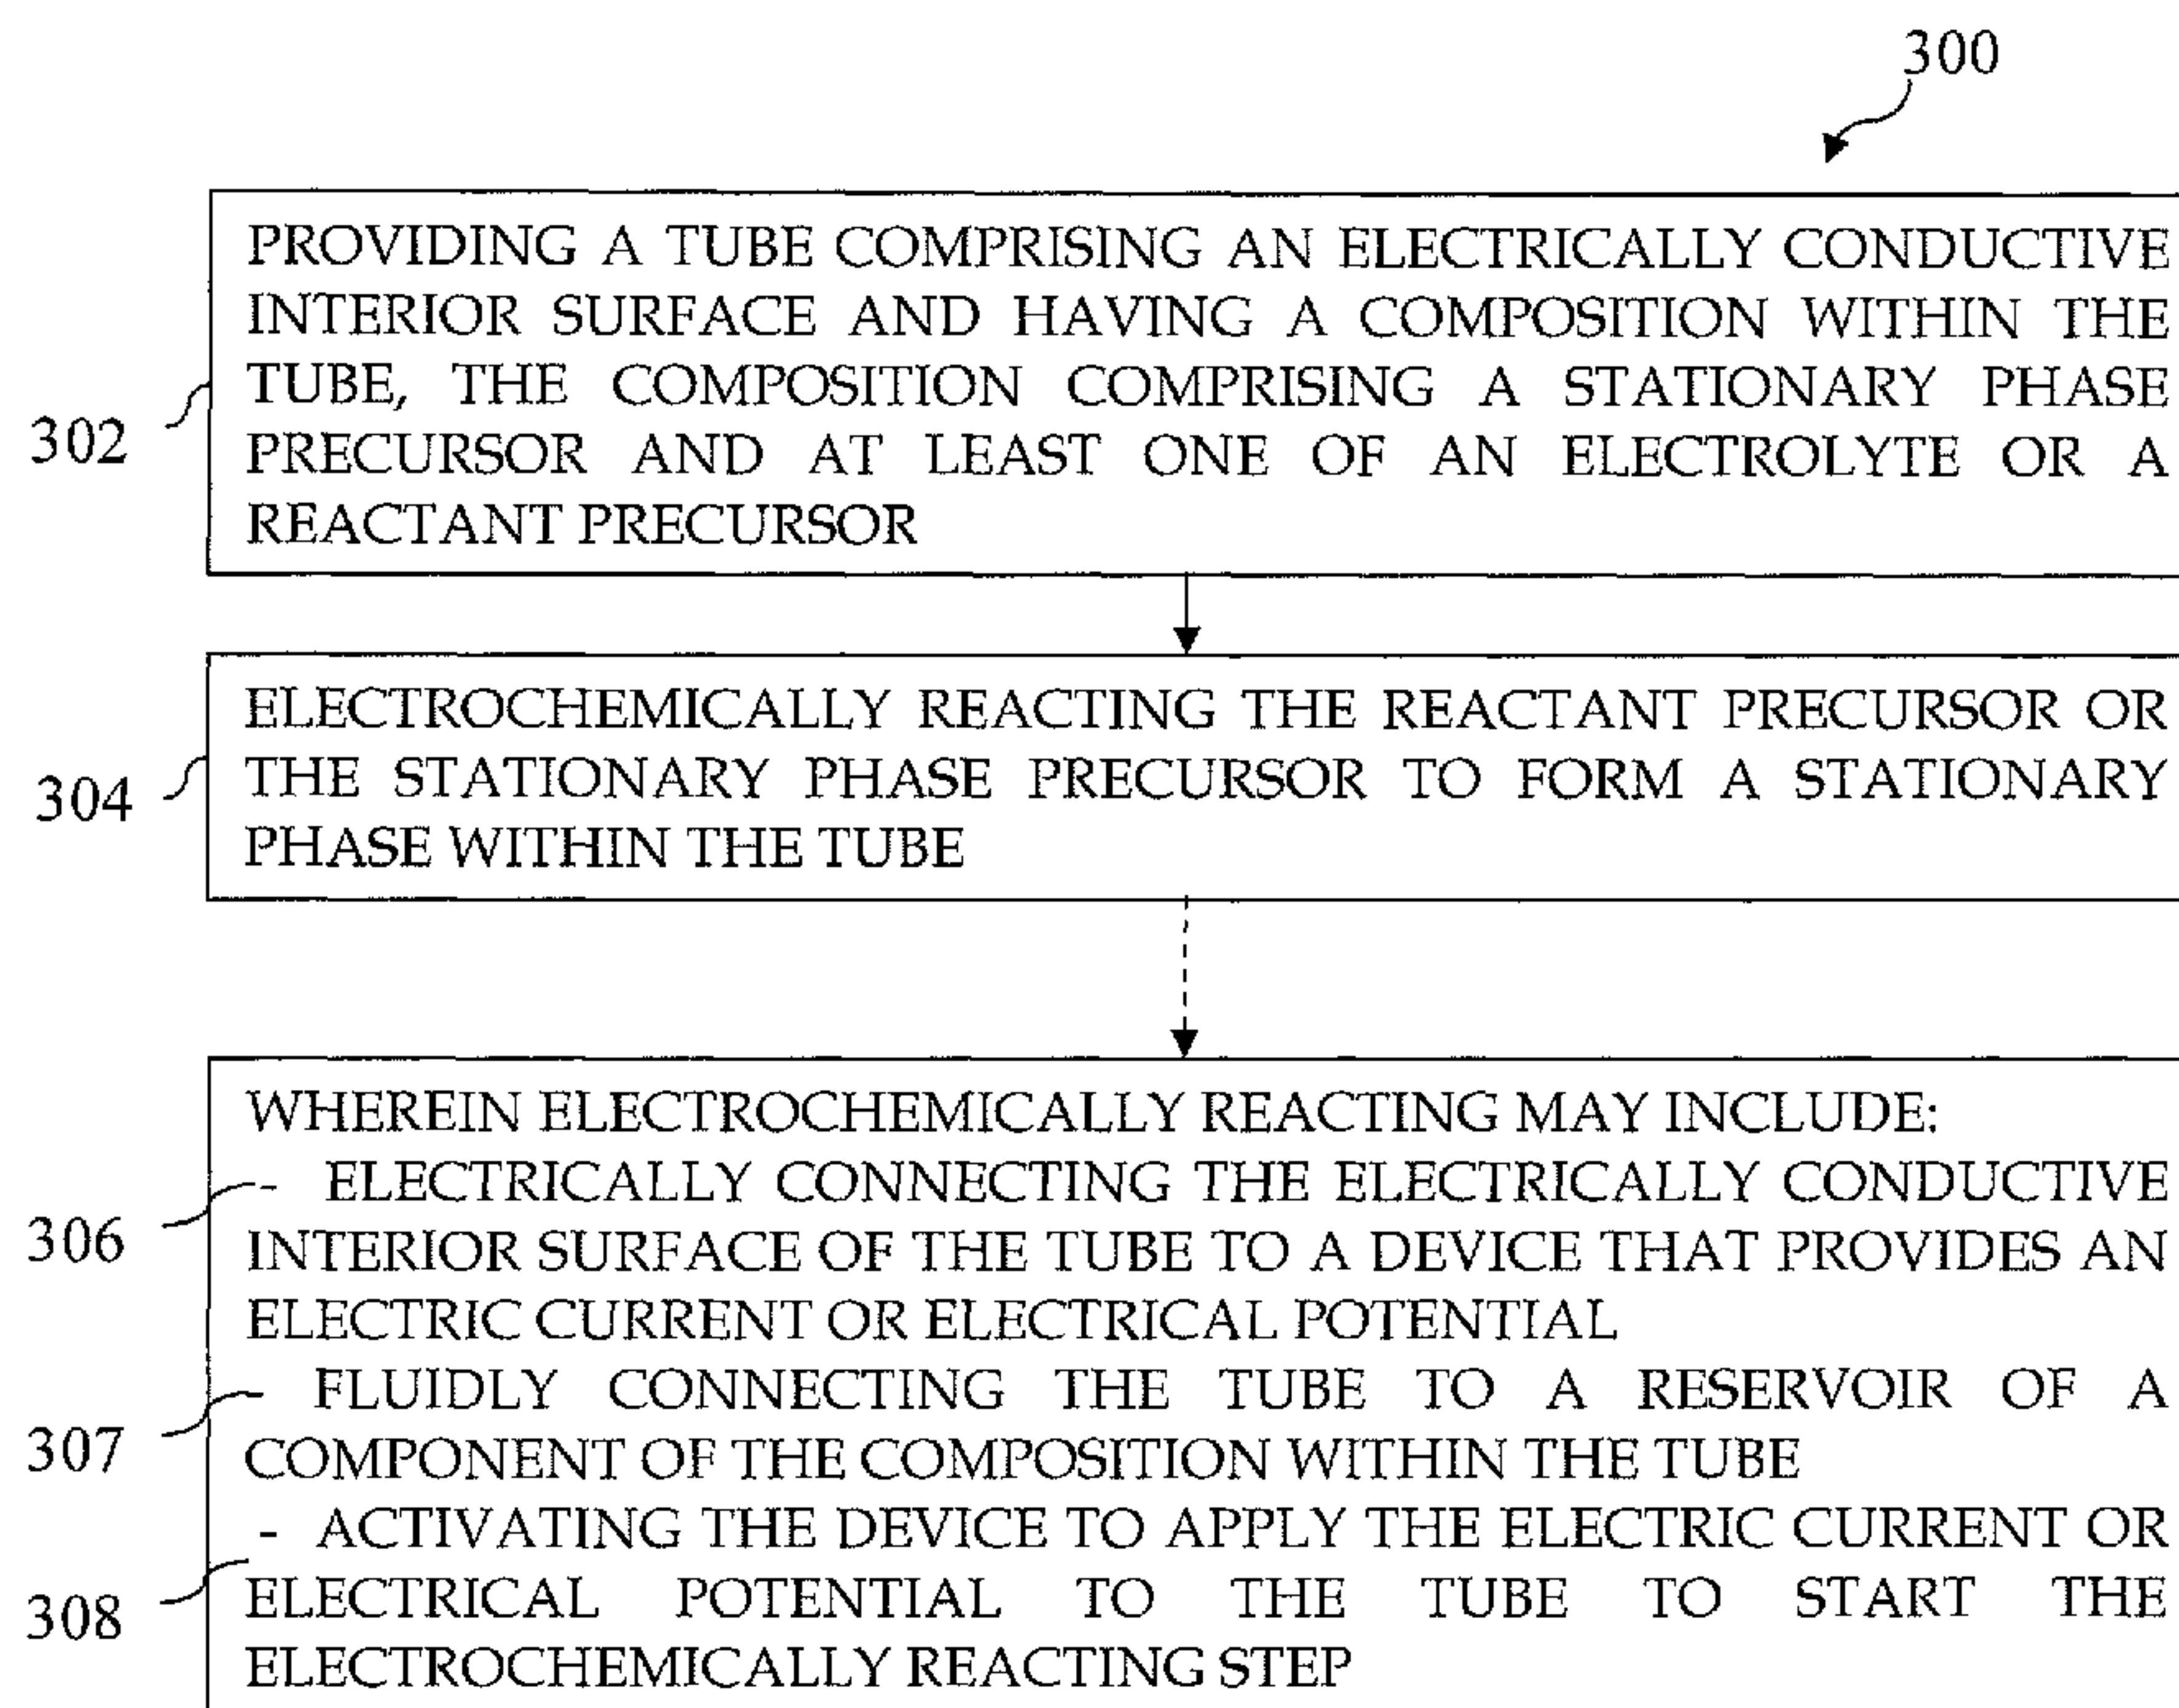 300
PROVIDING A TUBE COMPRISING AN ELECTRICALLY CONDUCTIVE
INTERIOR SURFACE AND HAVING A COMPOSITION WITHIN THE
TUBE, THE COMPOSITION COMPRISING A STATIONARY PHASE
302
PRECURSOR AND AT LEAST ONE OF AN ELECTROLYTE OR A
REACTANT PRECURSOR
ELECTROCHEMICALLY REACTING THE REACTANT PRECURSOR OR
THE STATIONARY PHASE PRECURSOR TO FORM A STATIONARY
304
PHASE WITHIN THE TUBE
WHEREIN ELECTROCHEMICALLY REACTING MAY INCLUDE:
- ELECTRICALLY CONNECTING THE ELECTRICALLY CONDUCTIVE
306
INTERIOR SURFACE OF THE TUBE TO A DEVICE THAT PROVIDES AN
ELECTRIC CURRENT OR ELECTRICAL POTENTIAL
- FLUIDLY CONNECTING THE TUBE TO A RESERVOIR OF A
307
COMPONENT OF THE COMPOSITION WITHIN THE TUBE
- ACTIVATING THE DEVICE TO APPLY THE ELECTRIC CURRENT OR
308
ELECTRICAL POTENTIAL TO THE TUBE TO START THE
ELECTROCHEMICALLY REACTING STEP